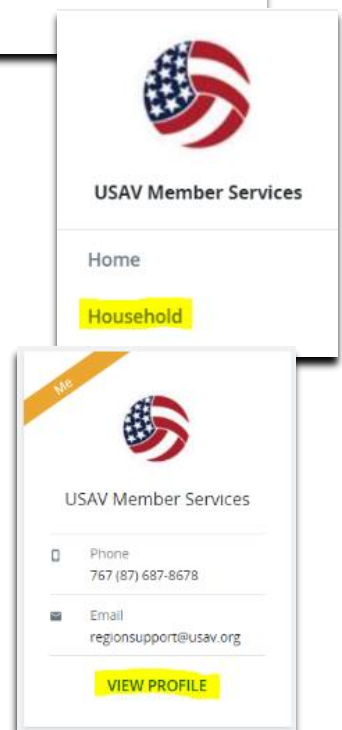 USAV Member Services
Home
Household
Me
USAV Member Services
Phone
767 (87) 687-8678
Email
regionsupport@usav.org
VIEW PROFILE